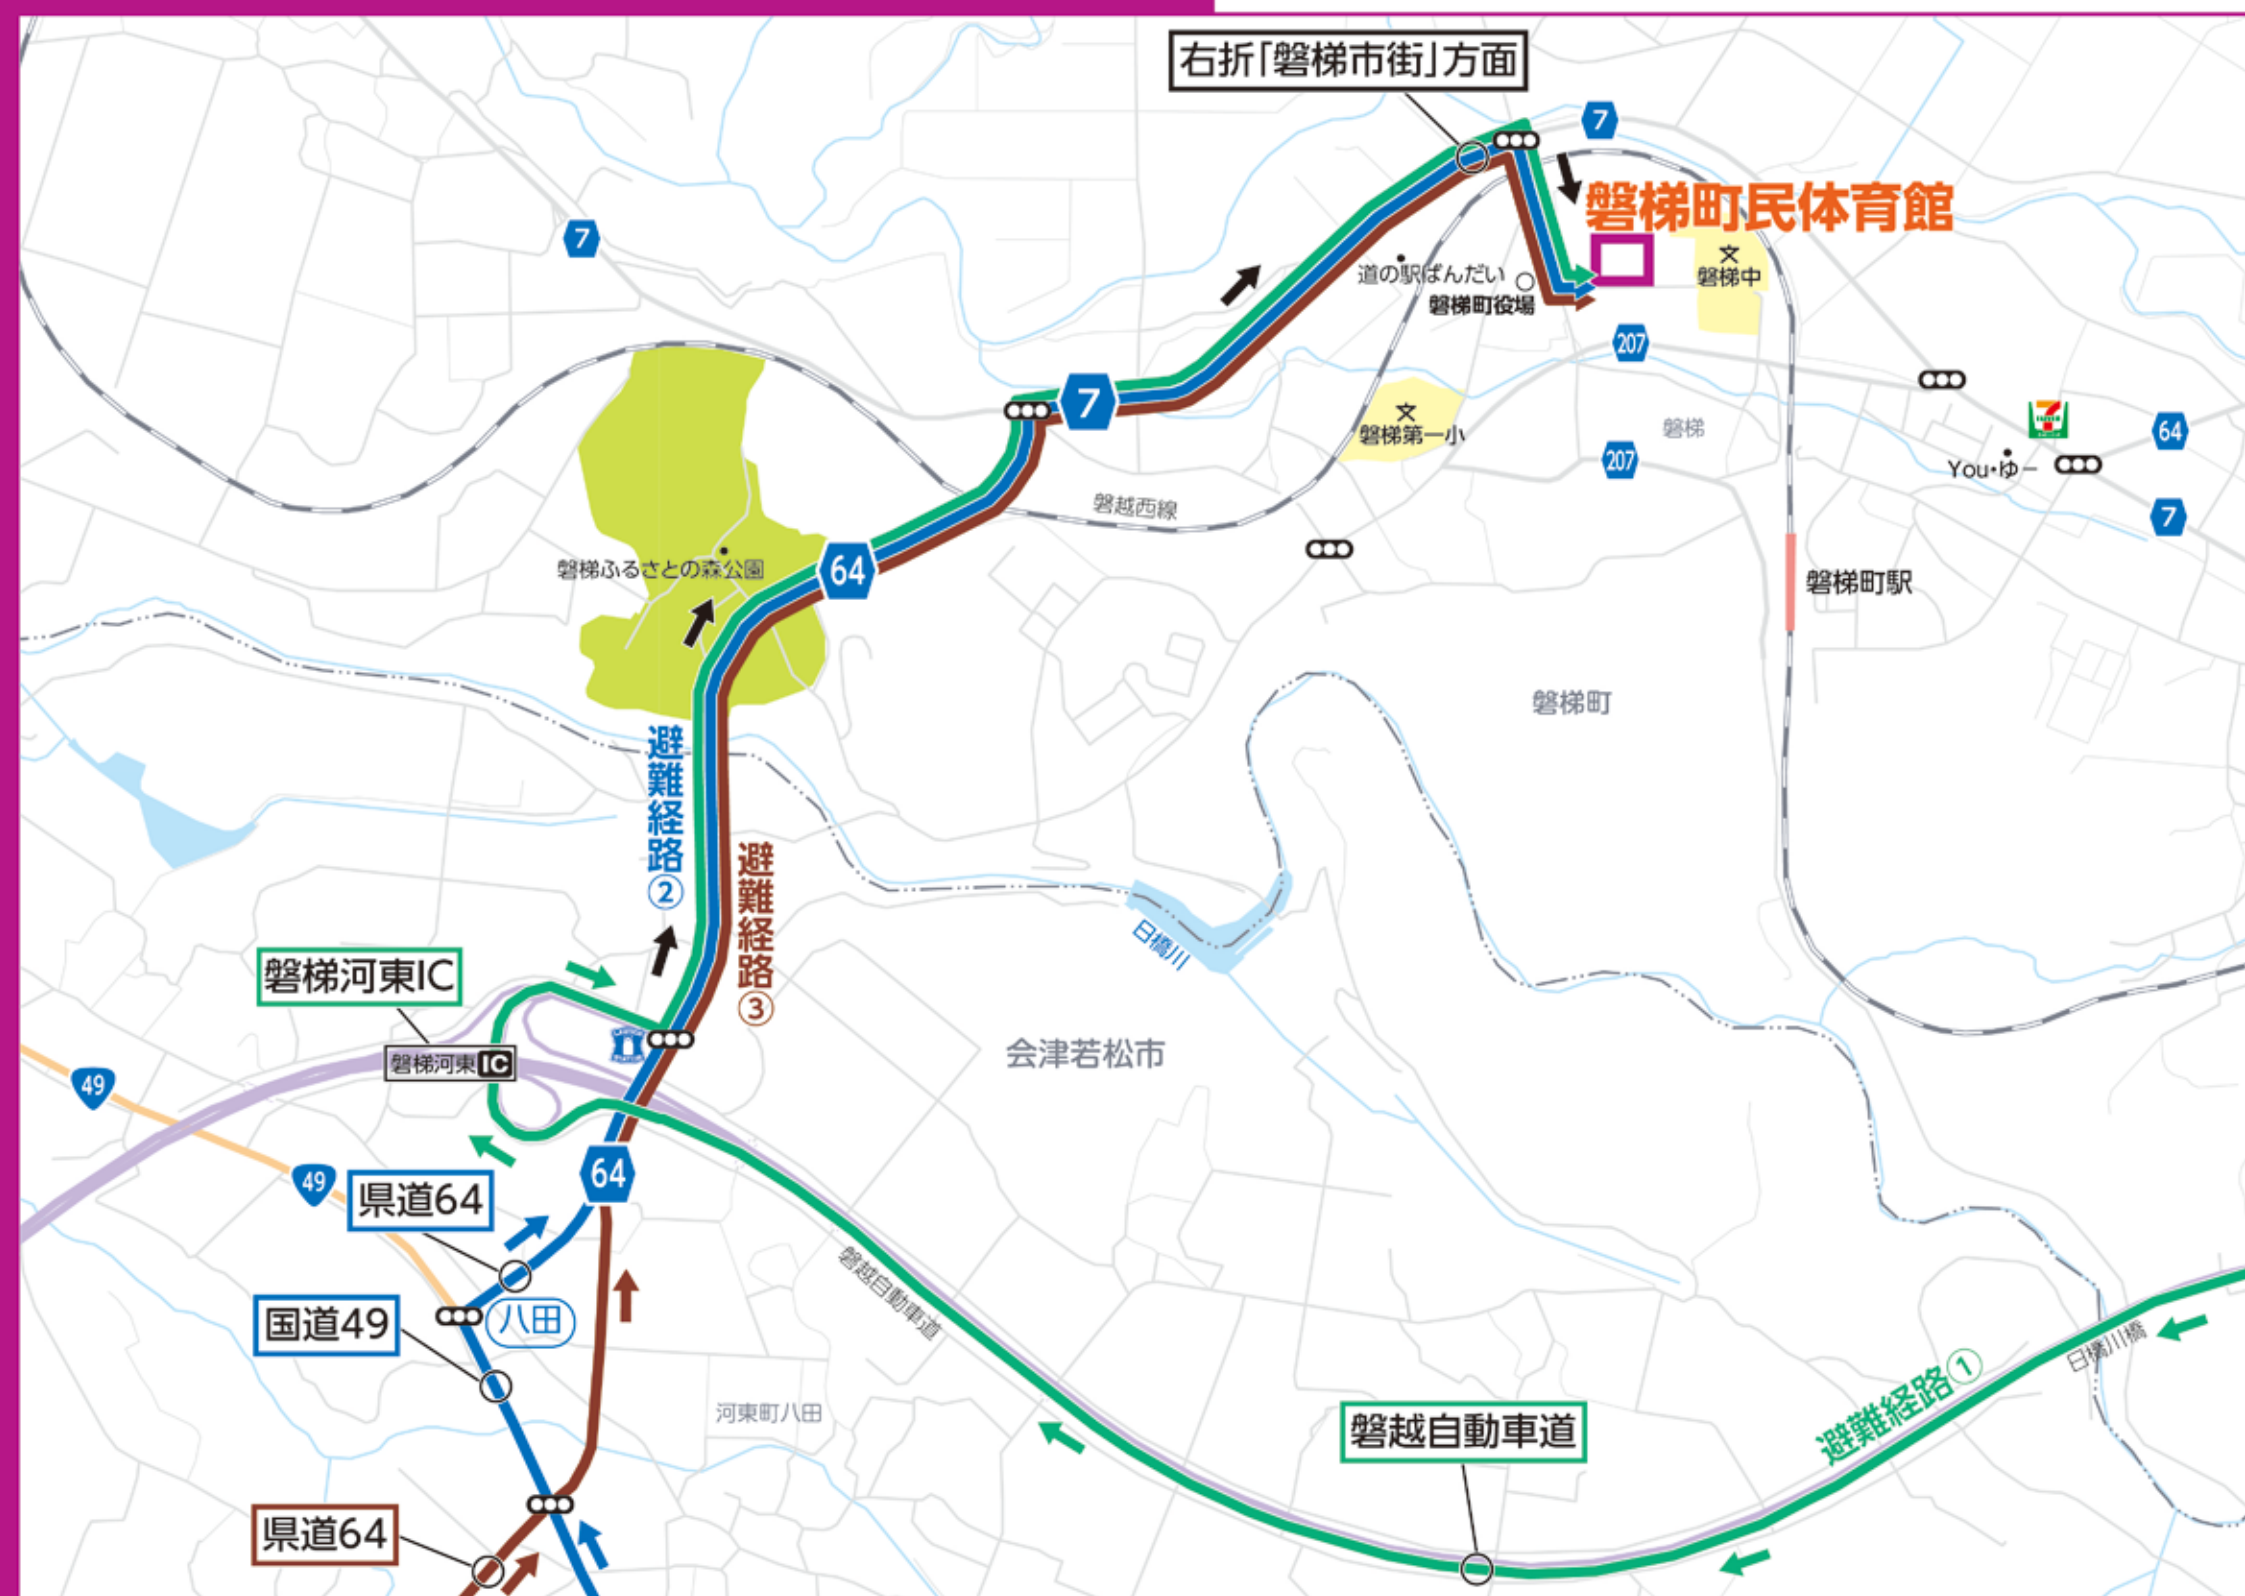 右折「磐梯市街」方面
7
7
磐梯町民体育館
文
磐梯中
道の駅ばんだい
磐梯町役場
207
7
文
磐梯第一小
磐梯
207
64
You・ゆー
7
磐越西線
64
磐梯ふるさとの森公園
磐梯町駅
磐梯町
避難経路②
避難経路③
日橋川
磐梯河東IC
磐梯河東IC
会津若松市
49
49
64
県道64
国道49
八田
磐越自動車道
日橋川橋
避難経路①
河東町八田
磐越自動車道
県道64